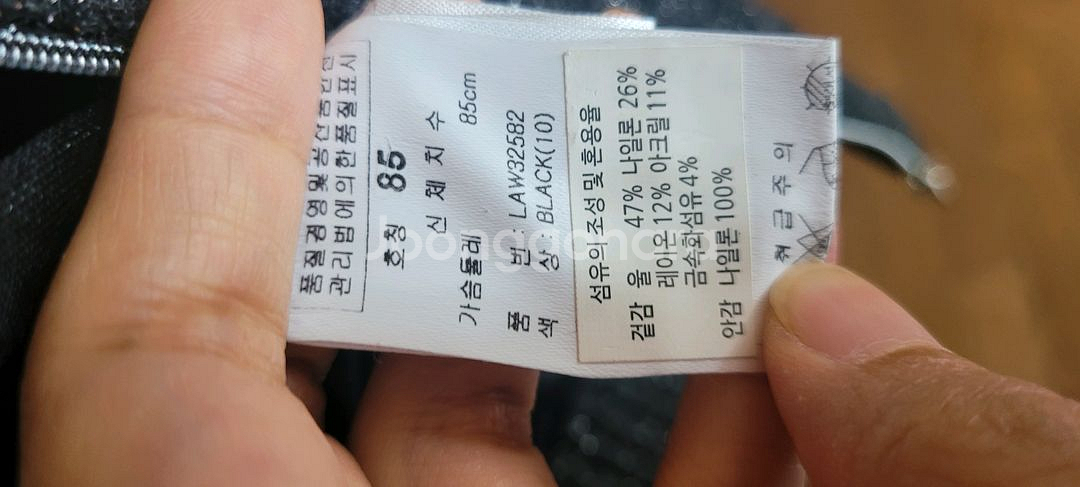 품질경영및공산품안전
관리법에의한품질표시
호칭 85
신 체 치 수
가슴둘레 85cm
품 번 : LAW32582
색 상 : BLACK(10)
섬유의 조성 및 혼용율
겉감 울 47% 나일론 26%
레이온 12% 아크릴 11%
금속화섬유 4%
안감 나일론 100%
취 급 주 의